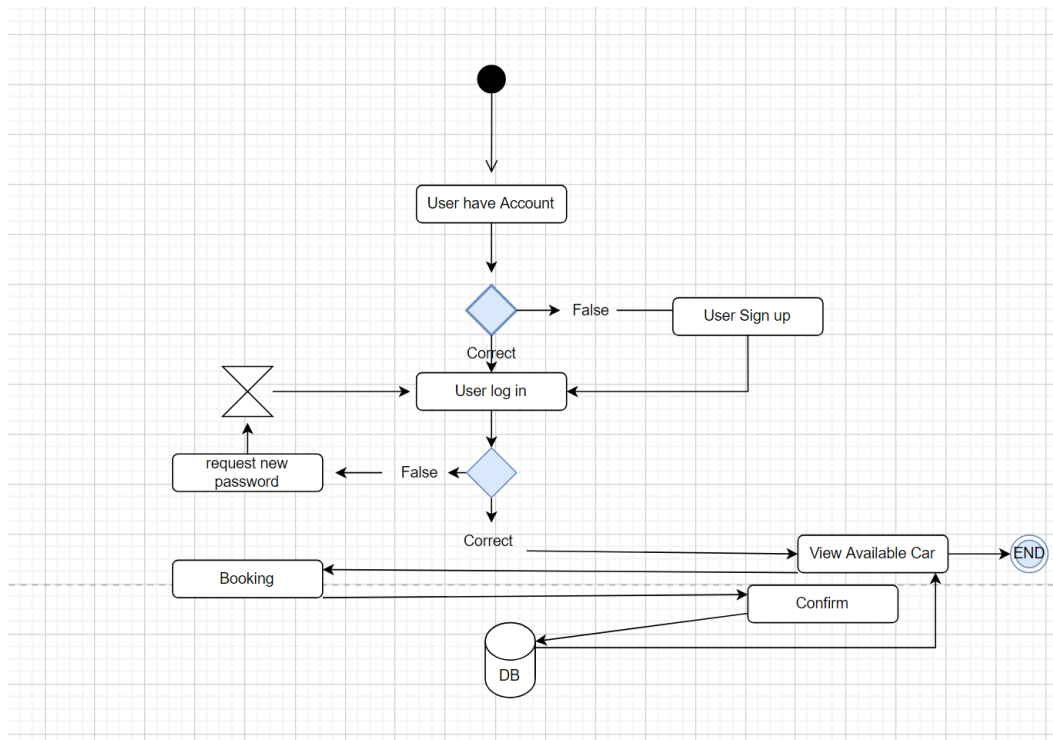 User have Account
False
User Sign up
Correct
User log in
request new
password
False
Correct
View Available Car
END
Booking
Confirm
DB